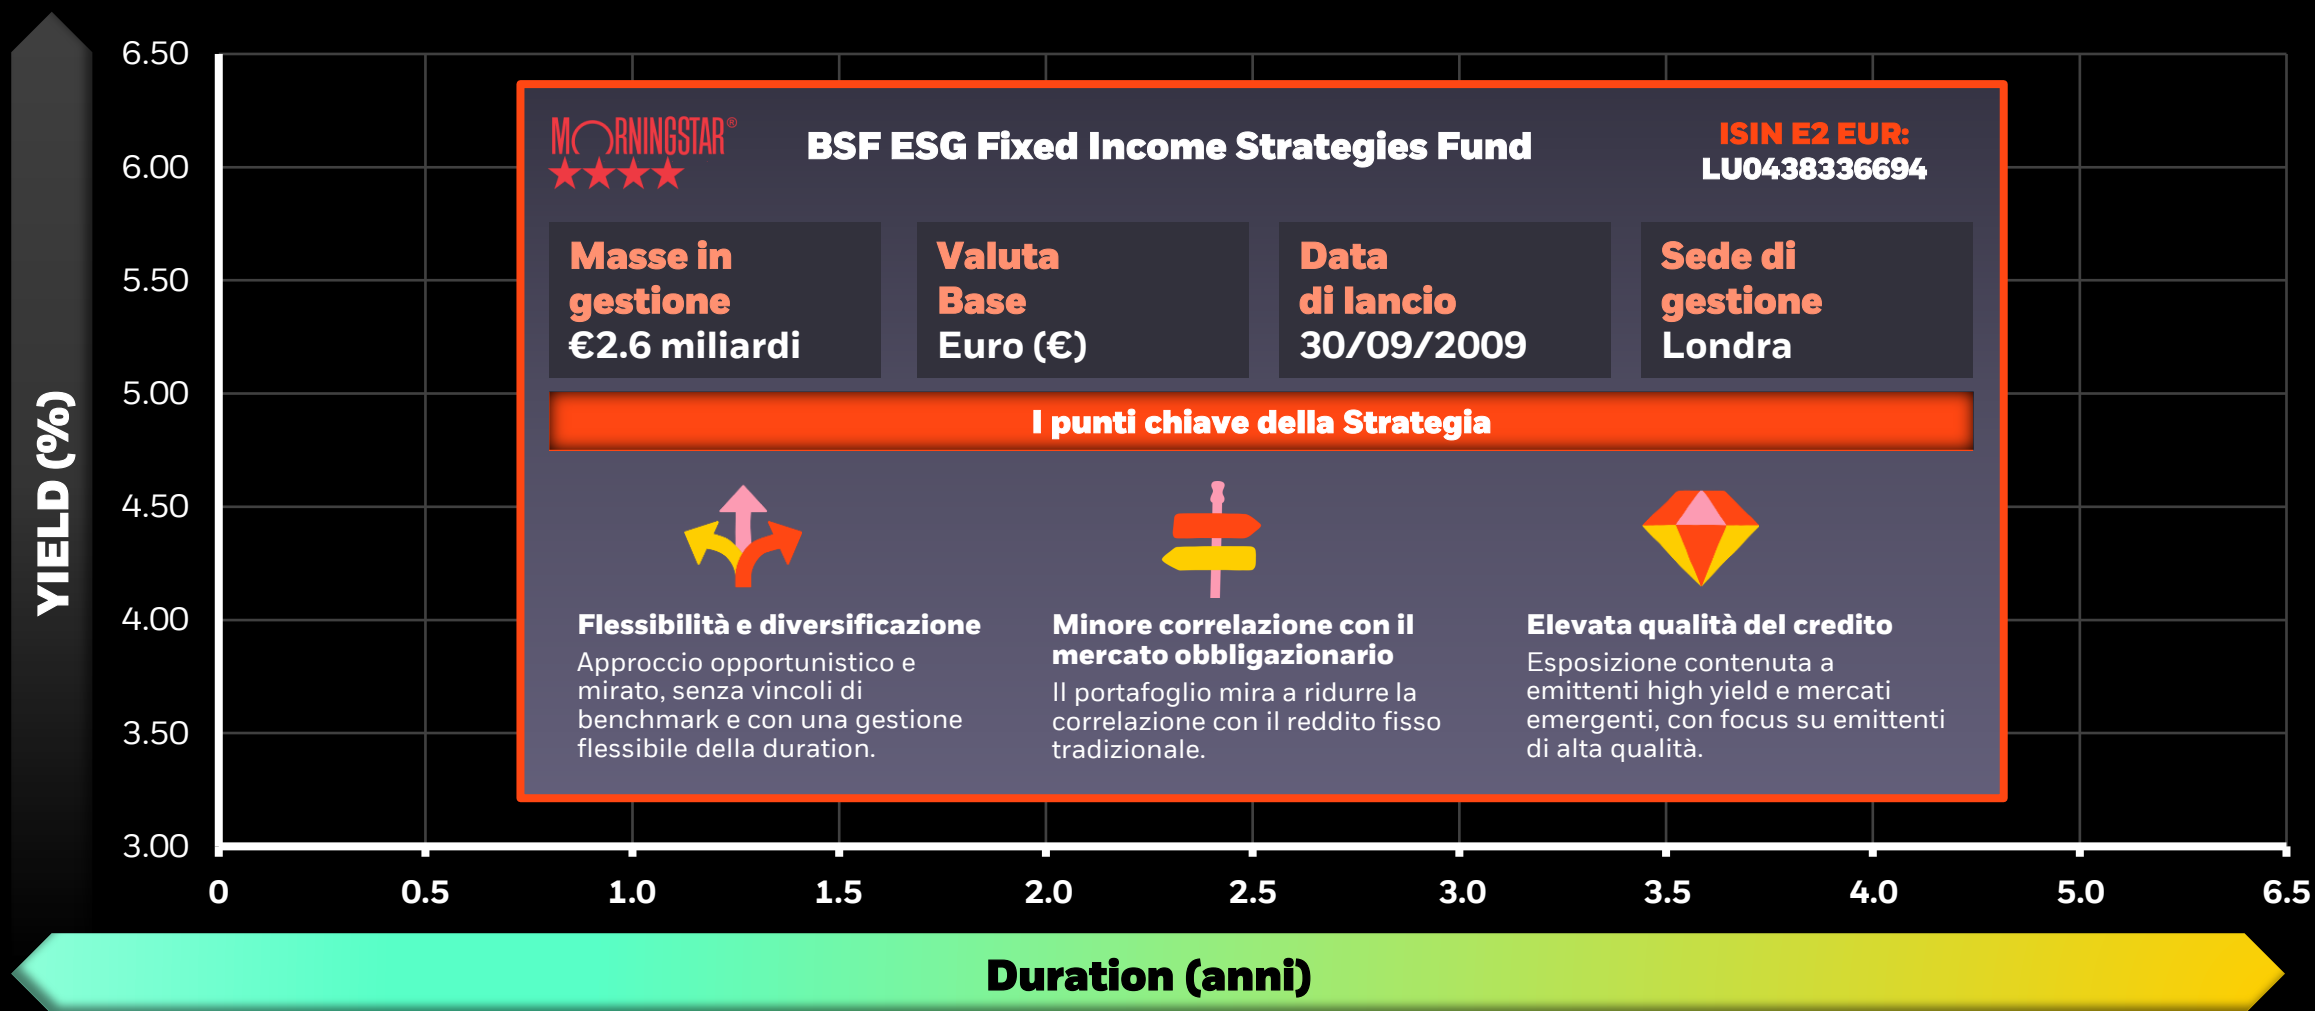 6.50
6.00
5.50
5.00
4.50
4.00
3.50
3.00
YIELD (%)
MORNINGSTAR®
★★★★
BSF ESG Fixed Income Strategies Fund
ISIN E2 EUR:
LU0438336694
Masse in
gestione
€2.6 miliardi
Valuta
Base
Euro (€)
Data
di lancio
30/09/2009
Sede di
gestione
Londra
I punti chiave della Strategia
Flessibilità e diversificazione
Approccio opportunistico e
mirato, senza vincoli di
benchmark e con una gestione
flessibile della duration.
Minore correlazione con il
mercato obbligazionario
Il portafoglio mira a ridurre la
correlazione con il reddito fisso
tradizionale.
Elevata qualità del credito
Esposizione contenuta a
emittenti high yield e mercati
emergenti, con focus su emittenti
di alta qualità.
0 0.5 1.0 1.5 2.0 2.5 3.0 3.5 4.0 5.0 6.5
Duration (anni)